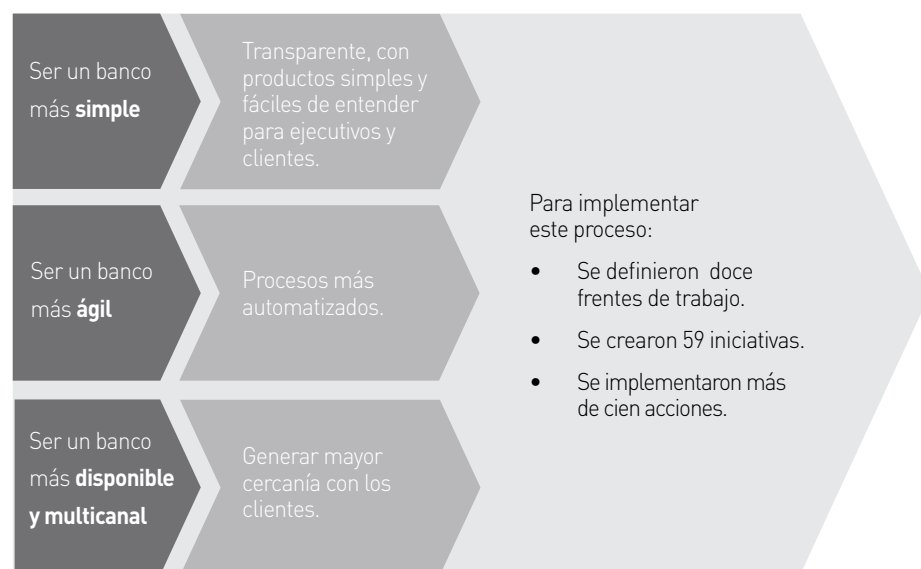 Ser un banco
más simple
Transparente, con
productos simples y
fáciles de entender
para ejecutivos y
clientes.
Ser un banco
más ágil
Procesos más
automatizados.
Ser un banco
más disponible
y multicanal
Generar mayor
cercanía con los
clientes.
Para implementar
este proceso:
• Se definieron doce
frentes de trabajo.
• Se crearon 59 iniciativas.
• Se implementaron más
de cien acciones.